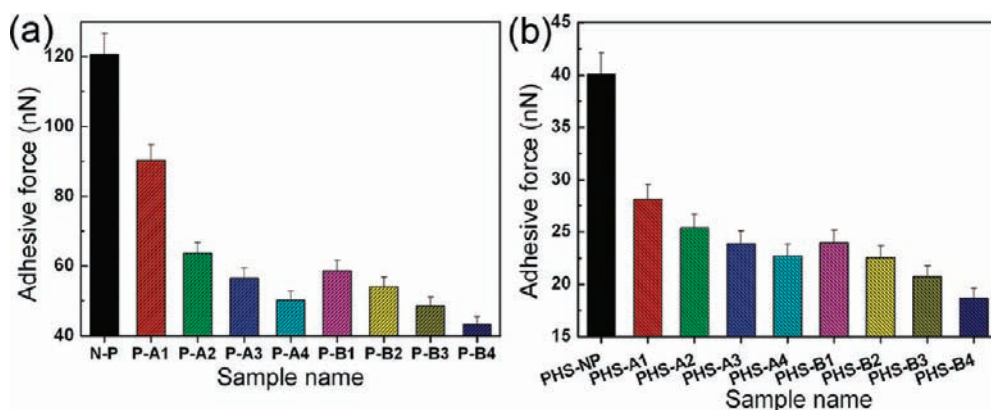 (a)
Adhesive force (nN)
120
100
80
60
40
N-P P-A1 P-A2 P-A3 P-A4 P-B1 P-B2 P-B3 P-B4
Sample name
(b)
Adhesive force (nN)
45
40
35
30
25
20
15
PHS-NP PHS-A1 PHS-A2 PHS-A3 PHS-A4 PHS-B1 PHS-B2 PHS-B3 PHS-B4
Sample name